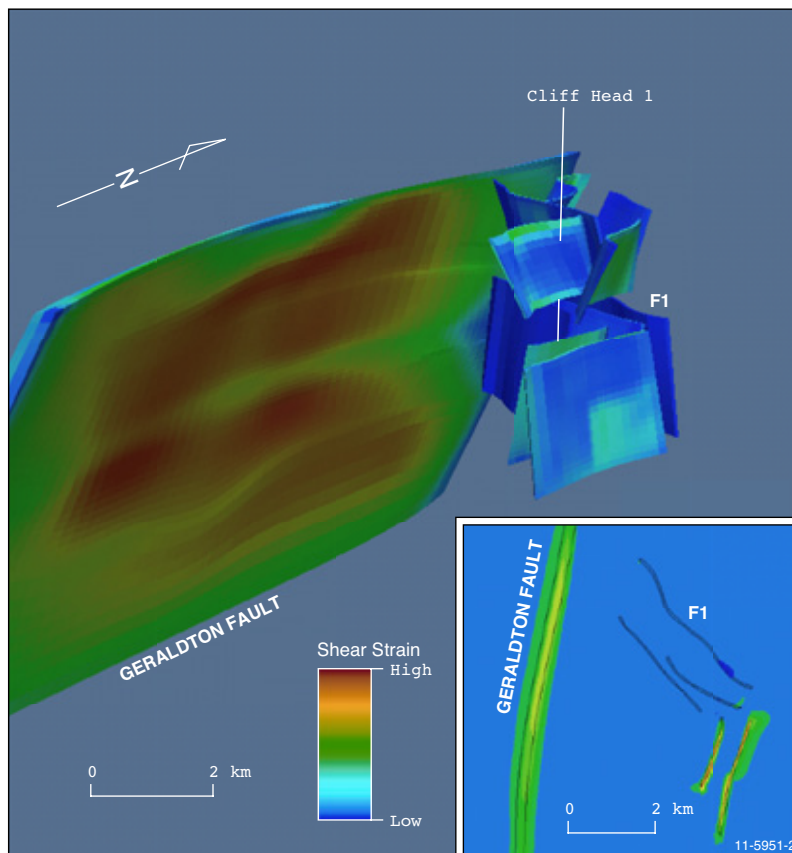 Cliff Head 1
N
F1
GERALDTON FAULT
Shear Strain
High
Low
0 2 km
GERALDTON FAULT
F1
0 2 km
11-5951-2